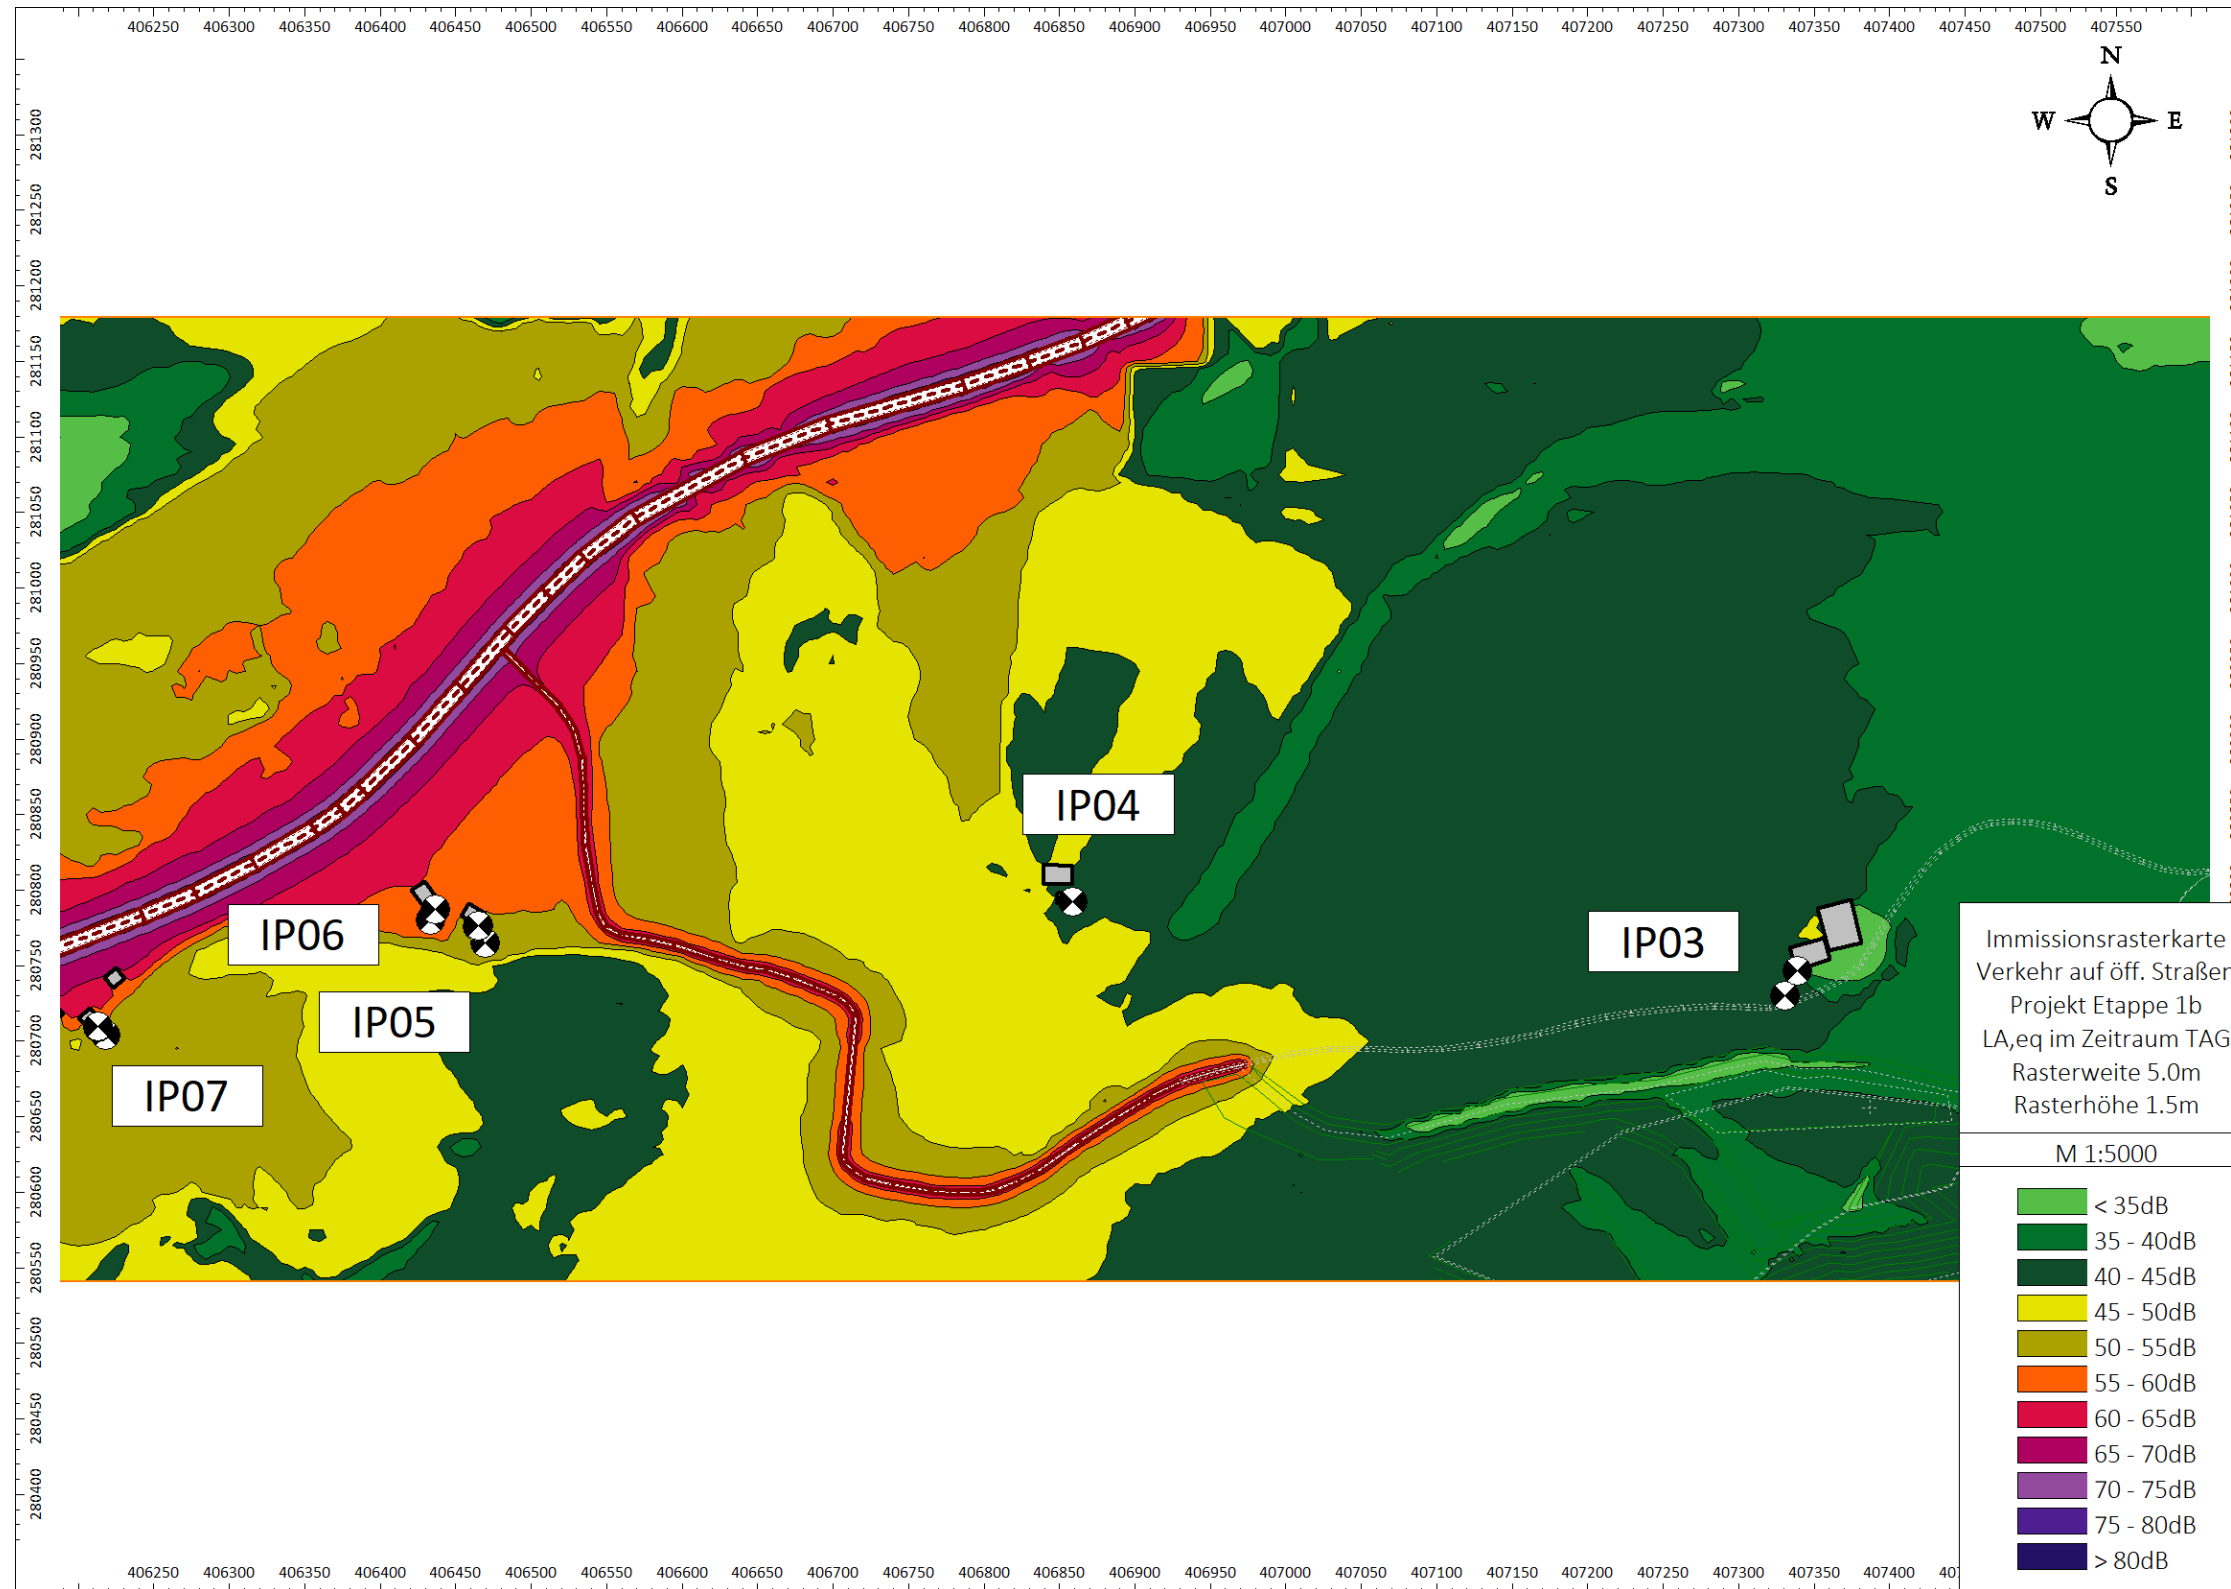 406250 406300 406350 406400 406450 406500 406550 406600 406650 406700 406750 406800 406850 406900 406950 407000 407050 407100 407150 407200 407250 407300 407350 407400 407450 407500 407550
N
W E
S
281300
281250
281200
281150
281100
281050
281000
280950
280900
280850
280800
280750
280700
280650
280600
280550
280500
280450
280400
IP04
IP06
IP03
IP05
IP07
Immissionsrasterkarte
Verkehr auf öff. Straßen
Projekt Etappe 1b
LA,eq im Zeitraum TAG
Rasterweite 5.0m
Rasterhöhe 1.5m
M 1:5000
< 35dB
35 - 40dB
40 - 45dB
45 - 50dB
50 - 55dB
55 - 60dB
60 - 65dB
65 - 70dB
70 - 75dB
75 - 80dB
> 80dB
406250 406300 406350 406400 406450 406500 406550 406600 406650 406700 406750 406800 406850 406900 406950 407000 407050 407100 407150 407200 407250 407300 407350 407400